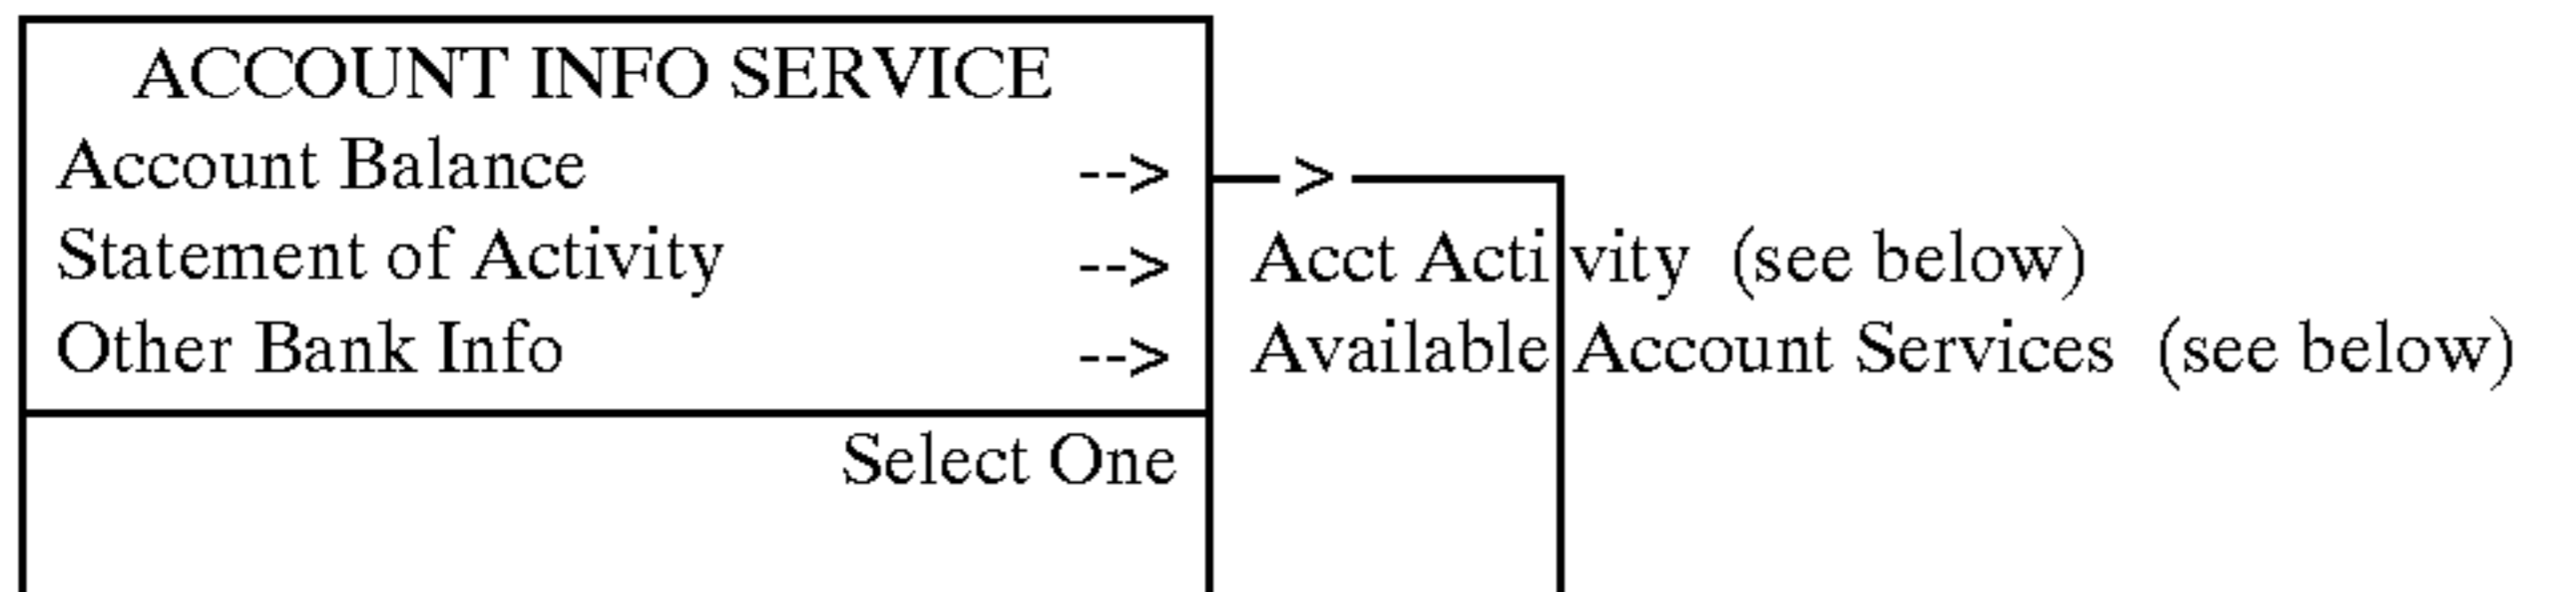 ACCOUNT INFO SERVICE
Account Balance --> >
Statement of Activity --> Acct Activity (see below)
Other Bank Info --> Available Account Services (see below)
Select One